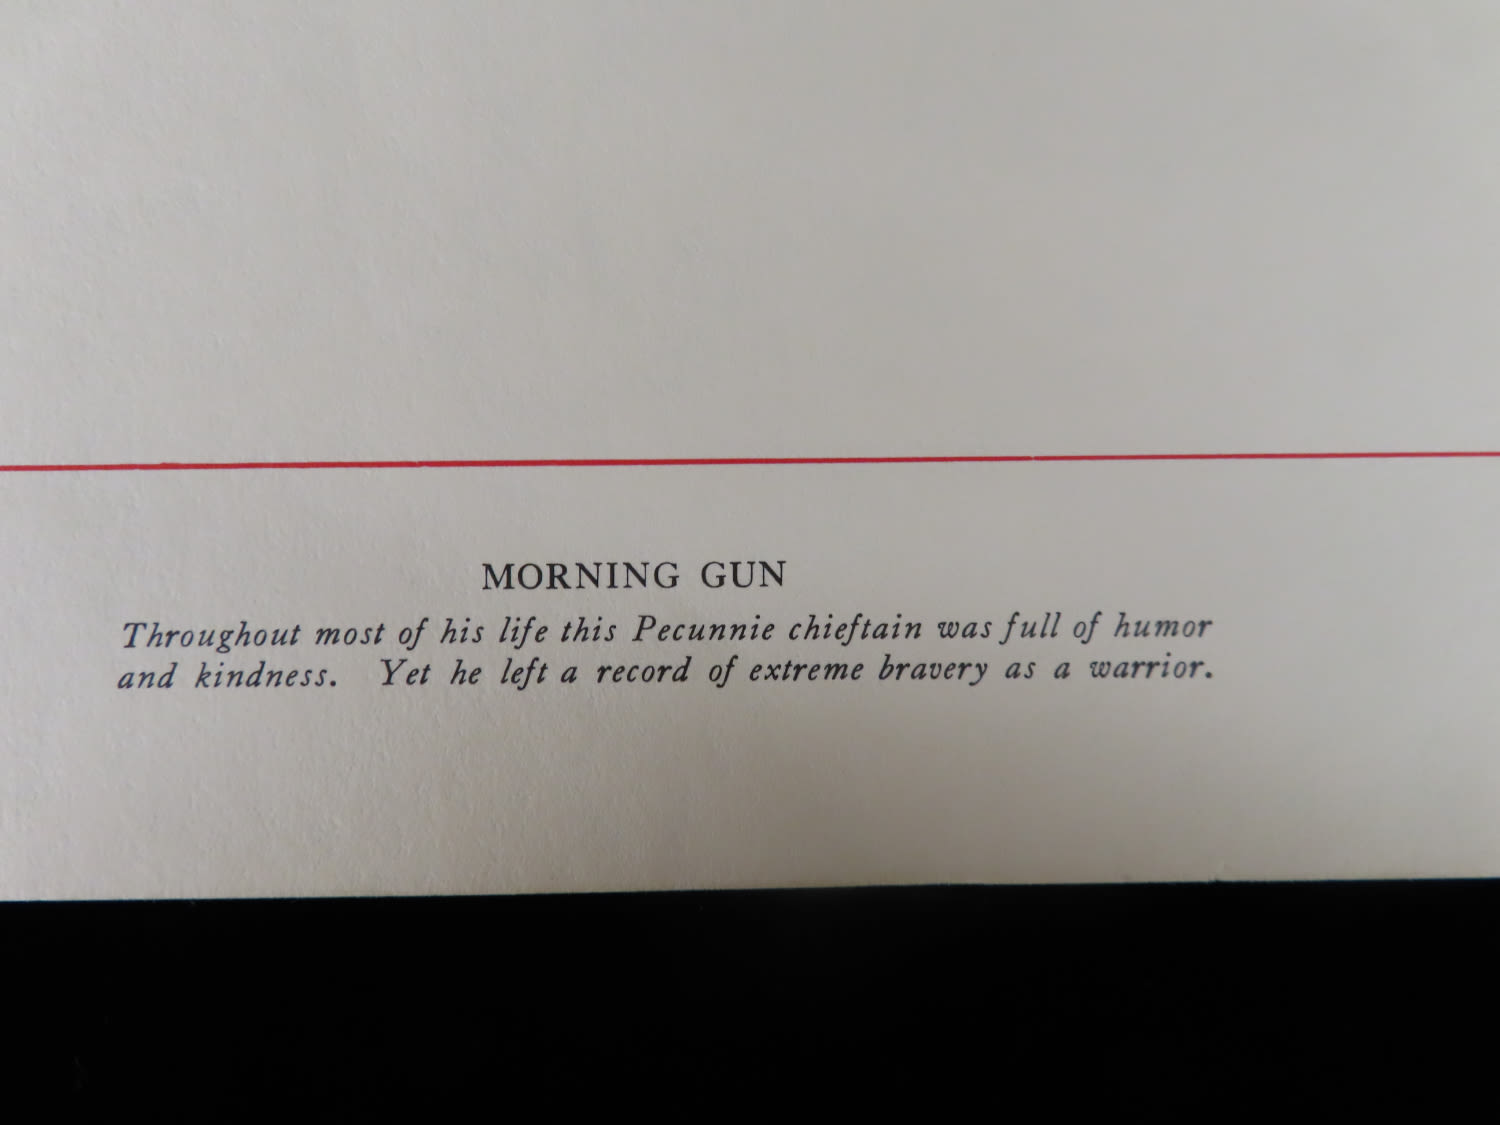 MORNING GUN
Throughout most of his life this Pecunnie chieftain was full of humor
and kindness. Yet he left a record of extreme bravery as a warrior.